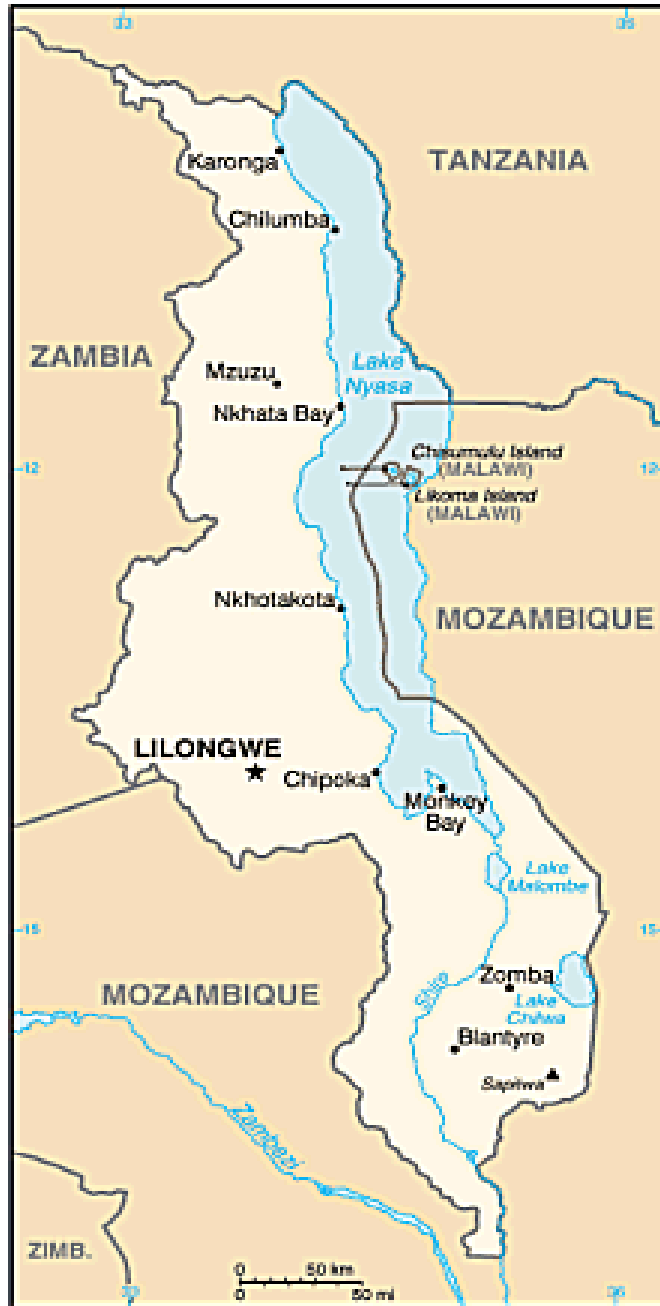 33
35
Karonga
TANZANIA
Chilumba
ZAMBIA
Lake
Nyasa
Mzuzu
Nkhata Bay
12
Chisumulu Island
(MALAWI)
12
Likoma Island
(MALAWI)
Nkhotakota
MOZAMBIQUE
LILONGWE
Chipoka
Monkey
Bay
Lake
Malombe
15
15
MOZAMBIQUE
Shire
Zomba
Lake
Chilwa
Blantyre
Sapitwa
Zambezi
ZIMB.
0 50 km
0 50 mi
33